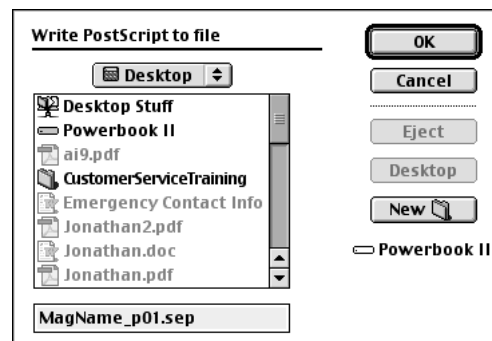 Write PostScript to file
Desktop
Desktop Stuff
Powerbook II
ai9.pdf
CustomerServiceTraining
Emergency Contact Info
Jonathan2.pdf
Jonathan.doc
Jonathan.pdf
MagName_p01.sep
OK
Cancel
Eject
Desktop
New
Powerbook II